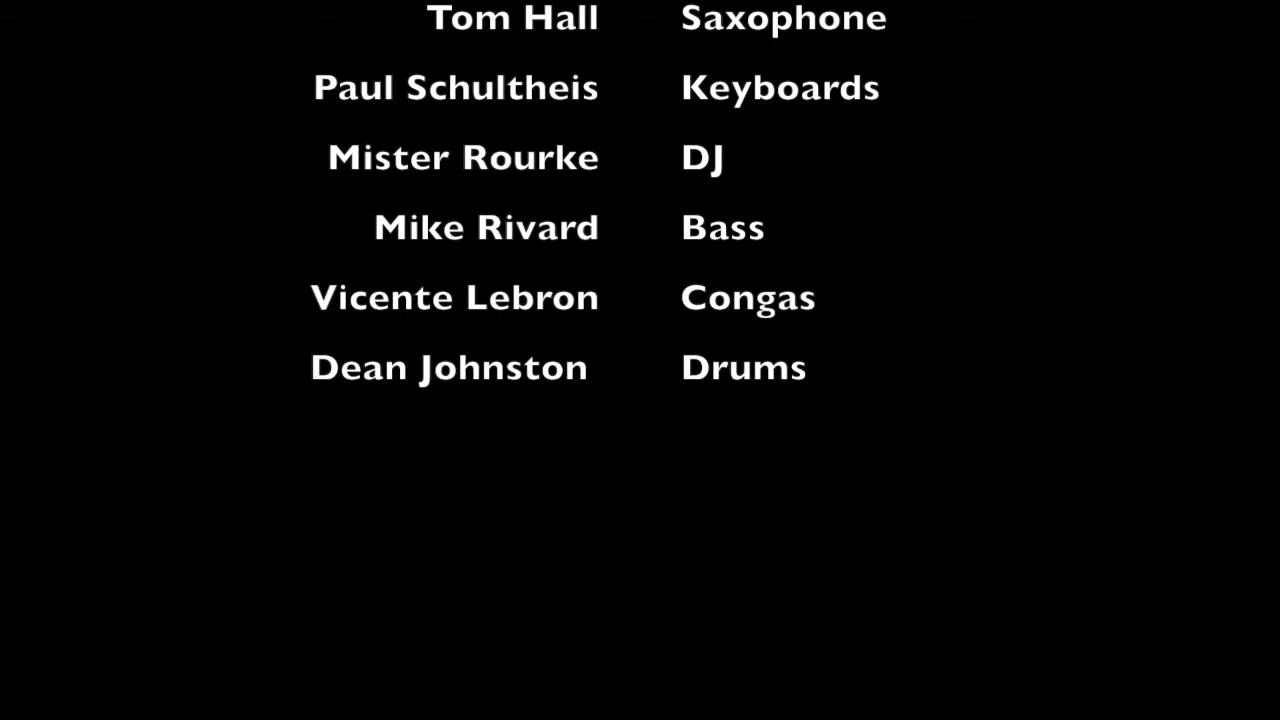 Tom Hall Saxophone
Paul Schultheis Keyboards
Mister Rourke DJ
Mike Rivard Bass
Vicente Lebron Congas
Dean Johnston Drums